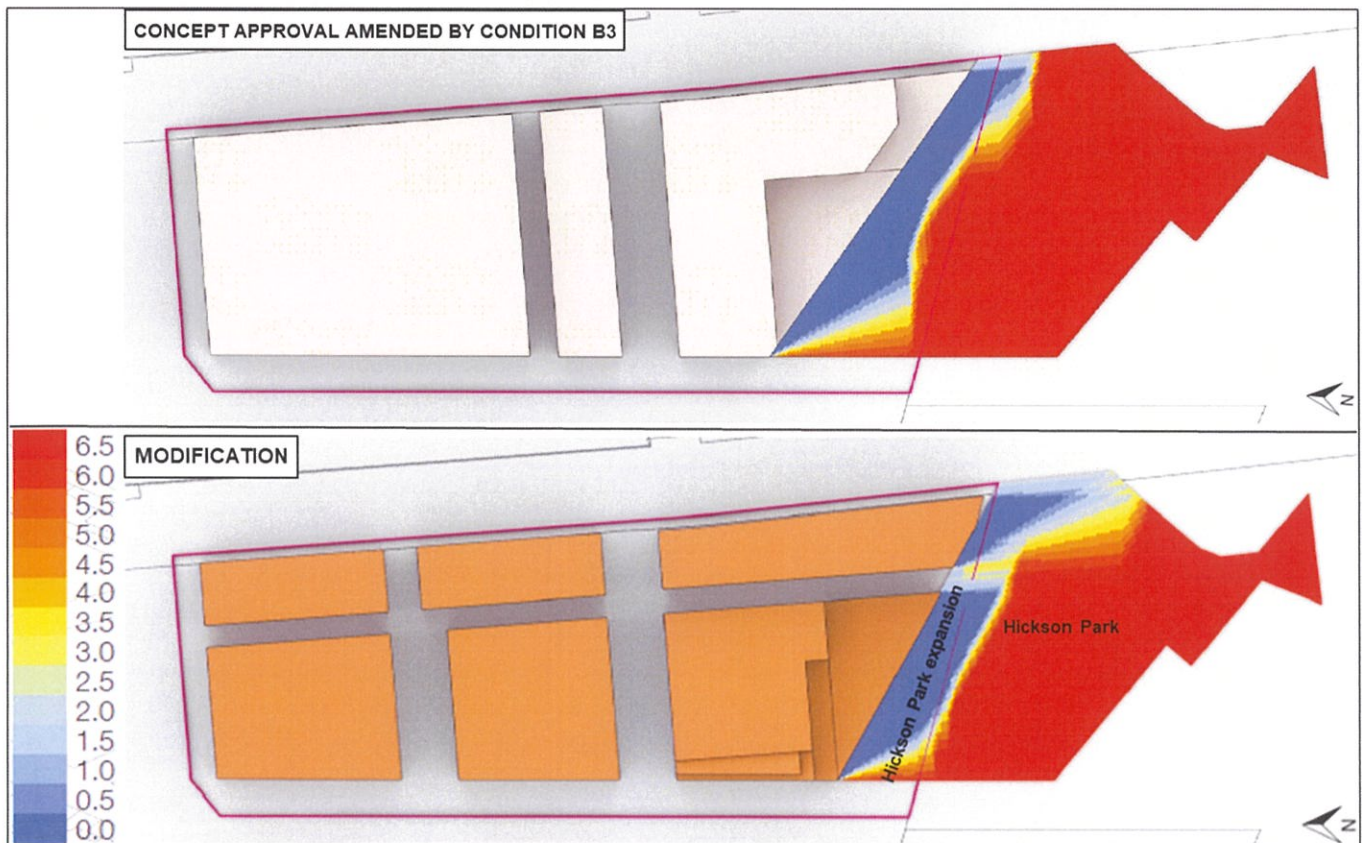 CONCEPT APPROVAL AMENDED BY CONDITION B3
N
MODIFICATION
6.5
6.0
5.5
5.0
4.5
4.0
3.5
3.0
2.5
2.0
1.5
1.0
0.5
0.0
Hickson Park expansion
Hickson Park
N